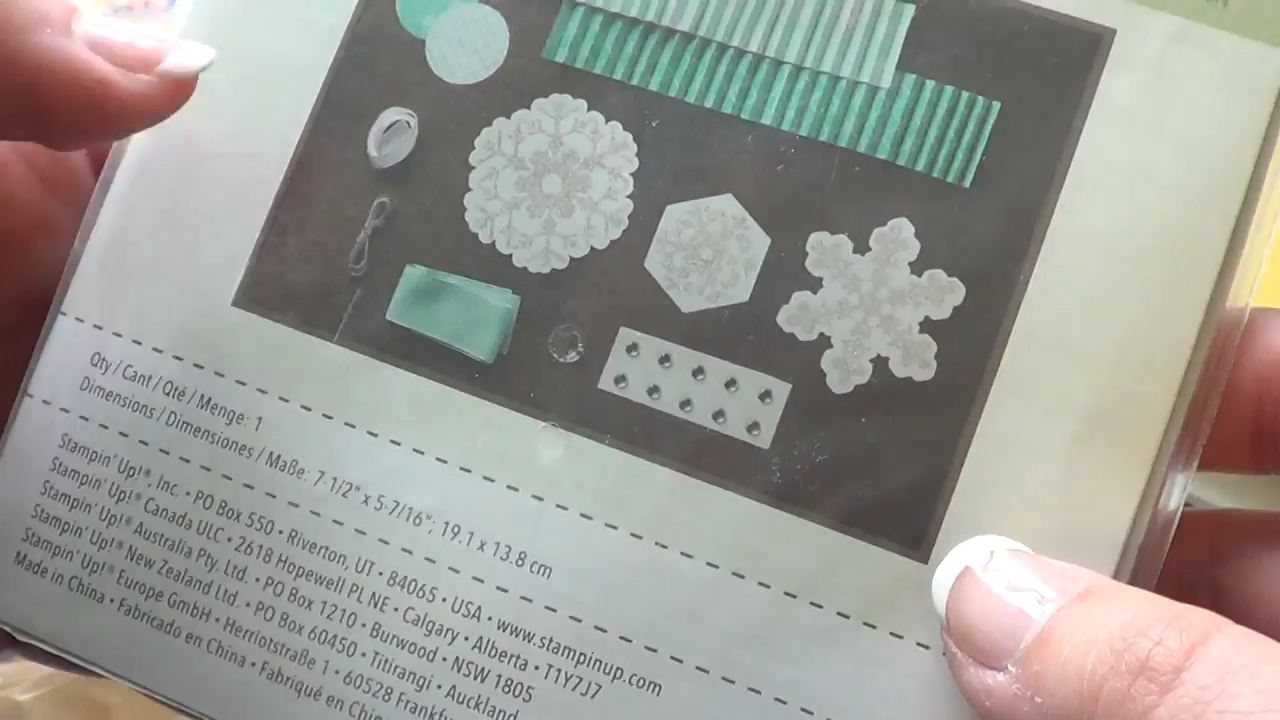 Qty / Cant / Qté / Menge: 1
Dimensions / Dimensiones / Maße: 7-1/2" x 5-7/16"; 19.1 x 13.8 cm
Stampin' Up!®, Inc. • PO Box 550 • Riverton, UT • 84065 • USA • www.stampinup.com
Stampin' Up!® Canada ULC • 2618 Hopewell PL NE • Calgary • Alberta • T1Y7J7
Stampin' Up!® Australia Pty. Ltd. • PO Box 1210 • Burwood • NSW 1805
Stampin' Up!® New Zealand Ltd. • PO Box 60450 • Titirangi • Auckland
Stampin' Up!® Europe GmbH • Herriotstraße 1 • 60528 Frankfu
Made in China • Fabricado en China • Fabriqué en Chi